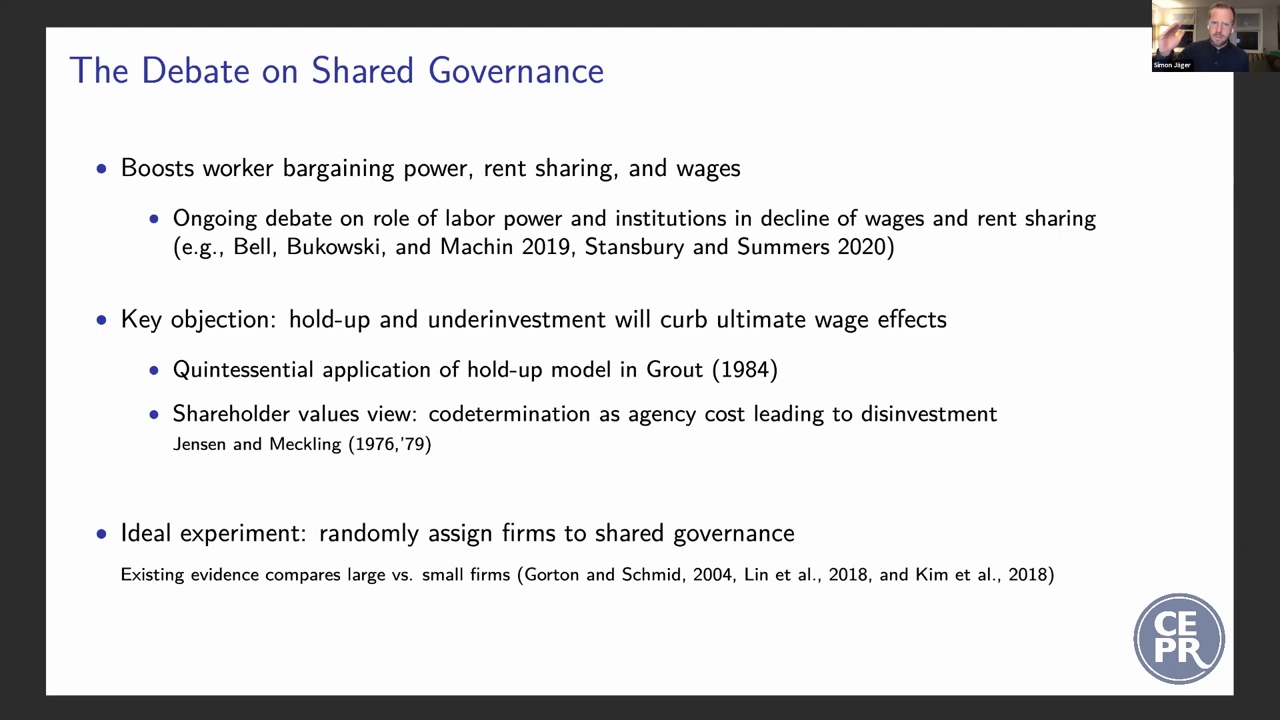 Simon Jäger
The Debate on Shared Governance
• Boosts worker bargaining power, rent sharing, and wages
• Ongoing debate on role of labor power and institutions in decline of wages and rent sharing
(e.g., Bell, Bukowski, and Machin 2019, Stansbury and Summers 2020)
• Key objection: hold-up and underinvestment will curb ultimate wage effects
• Quintessential application of hold-up model in Grout (1984)
• Shareholder values view: codetermination as agency cost leading to disinvestment
Jensen and Meckling (1976,'79)
• Ideal experiment: randomly assign firms to shared governance
Existing evidence compares large vs. small firms (Gorton and Schmid, 2004, Lin et al., 2018, and Kim et al., 2018)
CE
PR